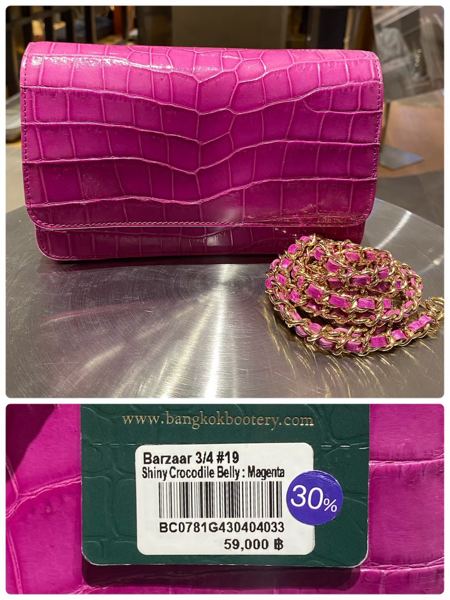 www.bangkokbootery.com
Barzaar 3/4 #19
Shiny Crocodile Belly : Magenta
30%
BC0781G430404033
59,000 ฿